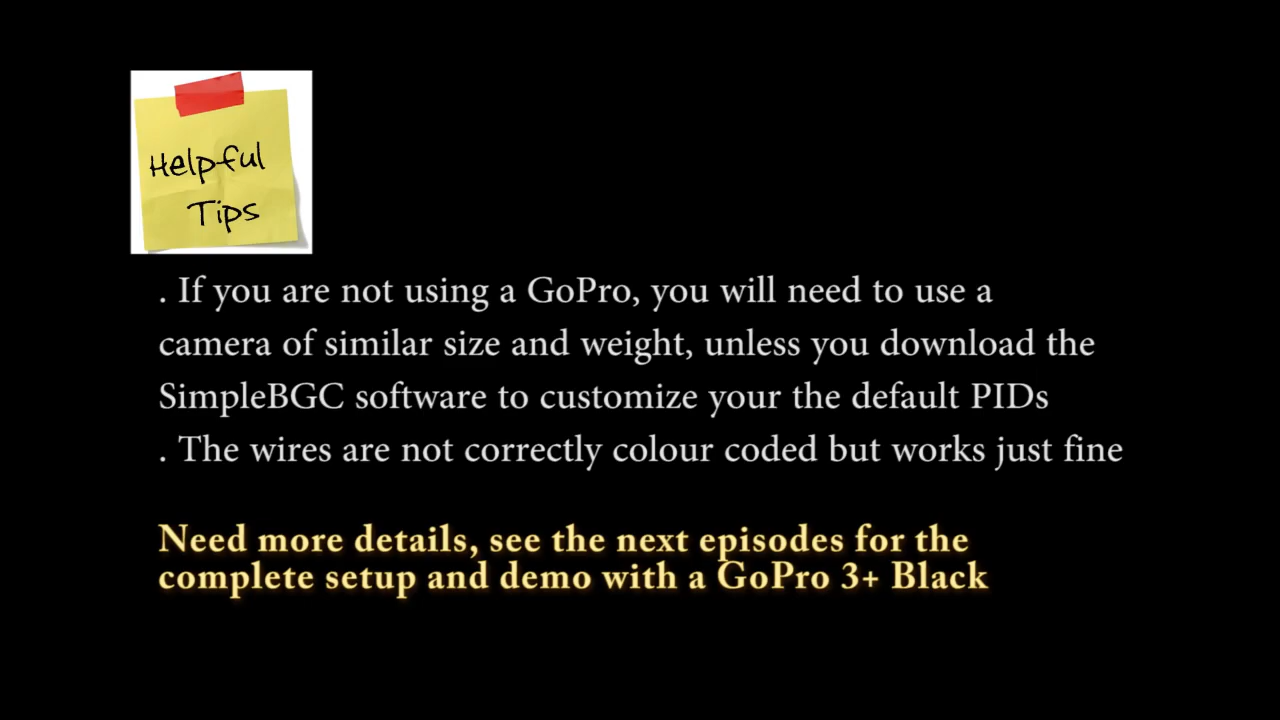 Helpful
Tips
. If you are not using a GoPro, you will need to use a
camera of similar size and weight, unless you download the
SimpleBGC software to customize your the default PIDs
. The wires are not correctly colour coded but works just fine
Need more details, see the next episodes for the
complete setup and demo with a GoPro 3+ Black